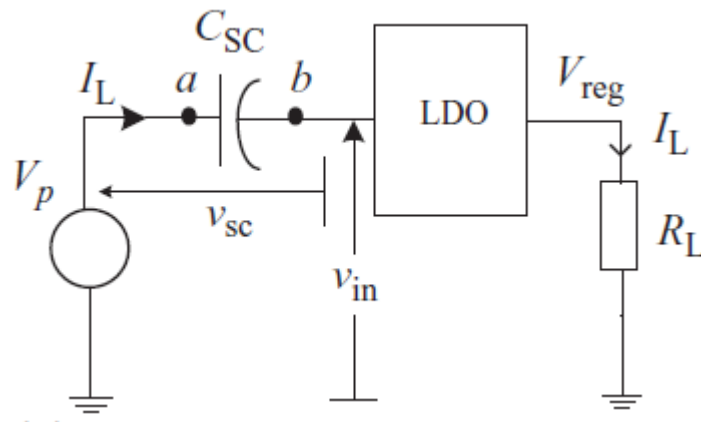 C_SC
I_L
a
b
LDO
V_reg
I_L
V_p
v_sc
v_in
R_L